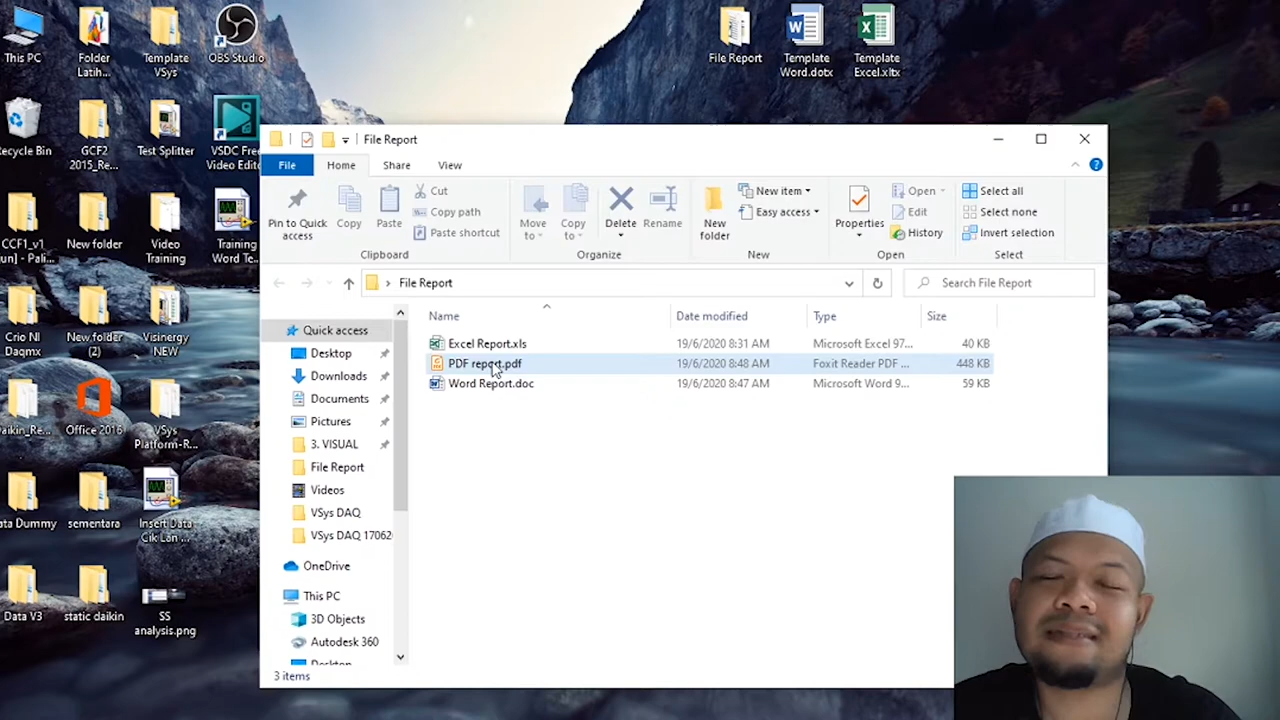 This PC
Folder
Latih...
Template
VSys
OBS Studio
File Report
Template
Word.dotx
Template
Excel.xltx
Recycle Bin
GCF2
2015_Re...
Test Splitter
VSDC Free
Video Editor
CCF1_v1_
New folder
Video
Training
Training
Word Te...
Crio NI
Daqmx
New folder
(2)
Visinergy
NEW
Office 2016
VSys
Platform-R...
sementara
Insert Data
Cik Lan ...
Data V3
static daikin
SS
analysis.png
File Report
File
Home
Share
View
Pin to Quick
access
Copy
Paste
Cut
Copy path
Paste shortcut
Clipboard
Move
to
Copy
to
Delete
Rename
Organize
New
folder
New item
Easy access
New
Properties
Open
Edit
History
Open
Select all
Select none
Invert selection
Select
File Report
Search File Report
Name
Date modified
Type
Size
Excel Report.xls
19/6/2020 8:31 AM
Microsoft Excel 97...
40 KB
PDF report.pdf
19/6/2020 8:48 AM
Foxit Reader PDF ...
448 KB
Word Report.doc
19/6/2020 8:47 AM
Microsoft Word 9...
59 KB
Quick access
Desktop
Downloads
Documents
Pictures
3. VISUAL
File Report
Videos
VSys DAQ
VSys DAQ 17062
OneDrive
This PC
3D Objects
Autodesk 360
Desktop
3 items